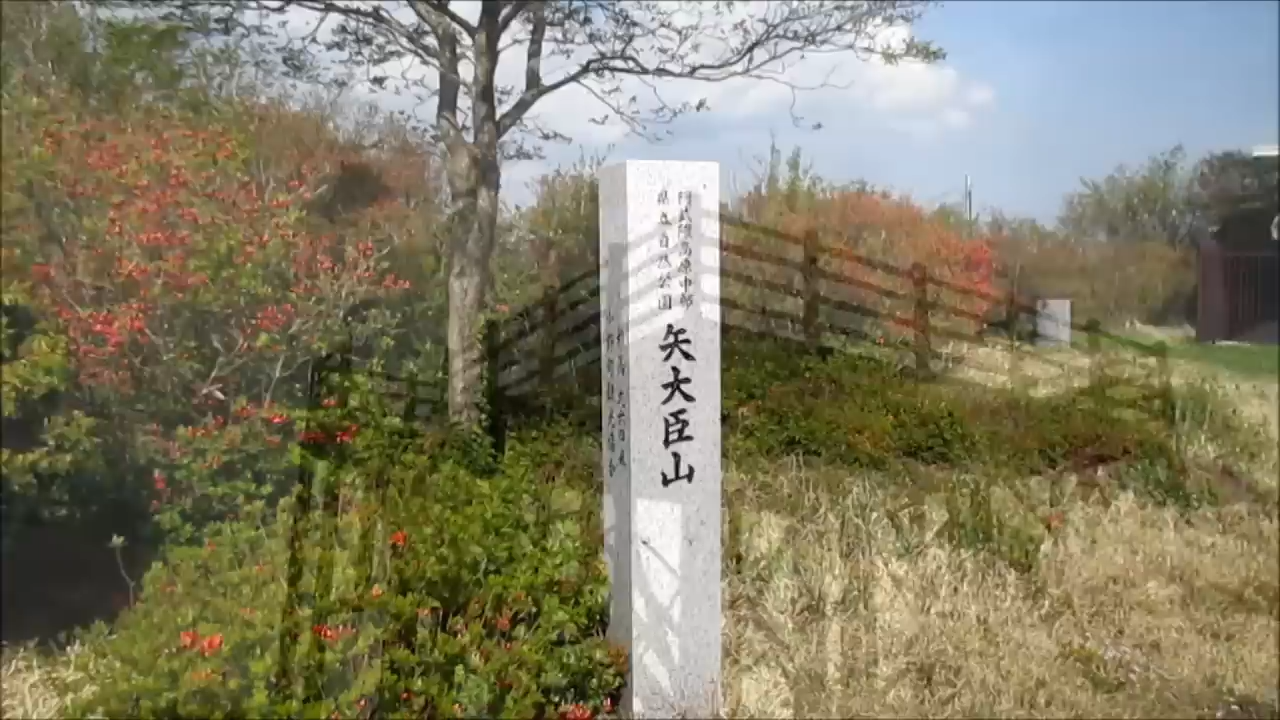 阿武隈高原中部
県立自然公園
矢大臣山